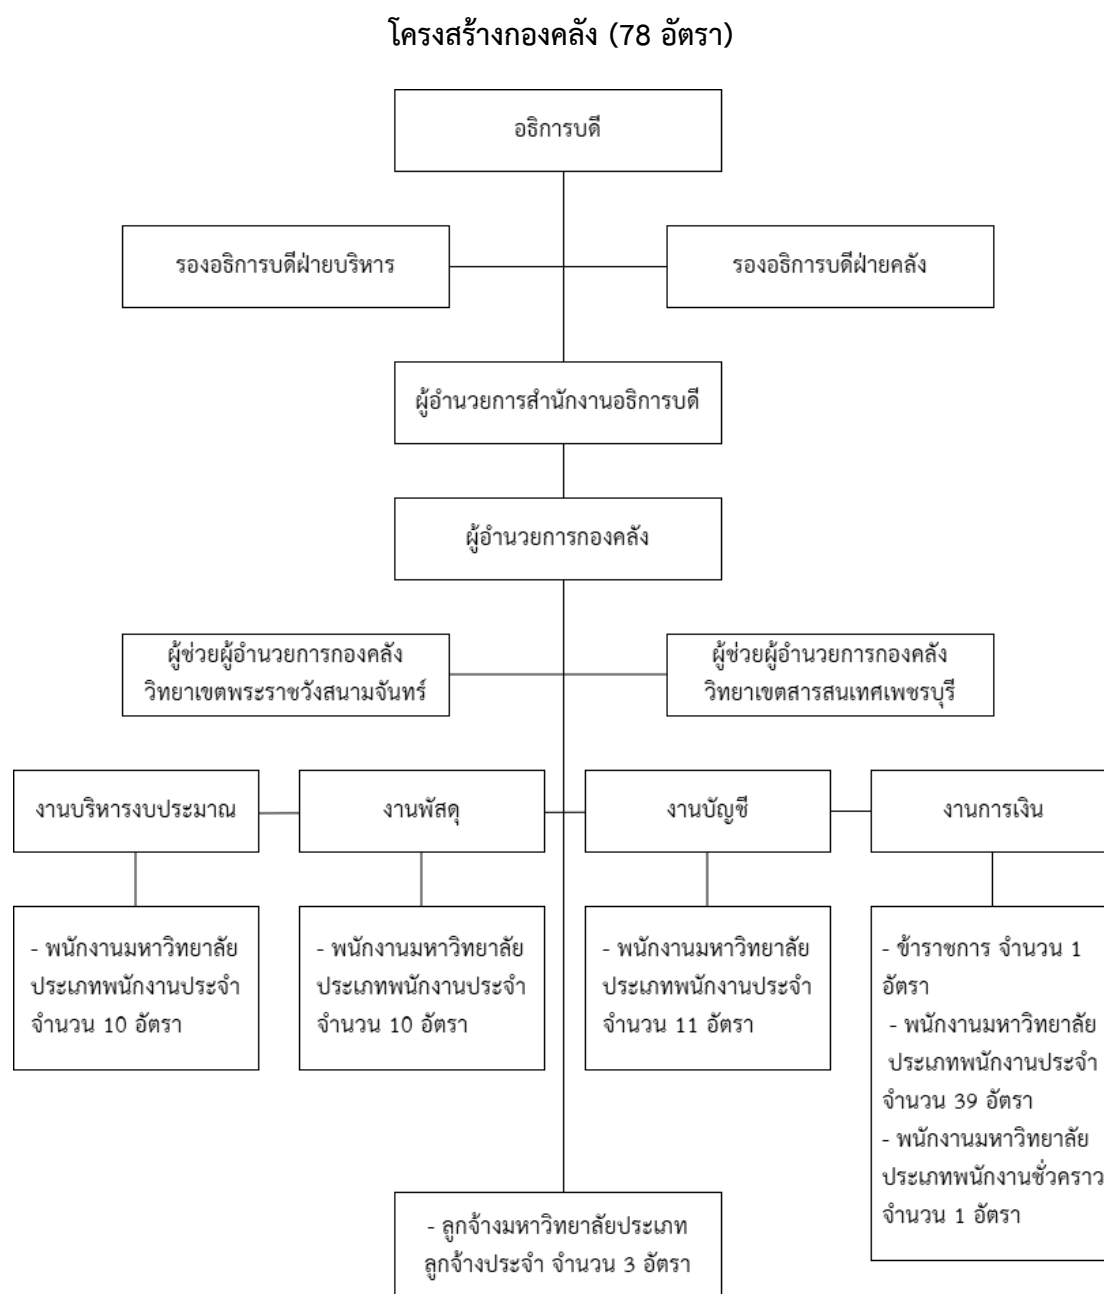 โครงสร้างกองคลัง (78 อัตรา)
อธิการบดี
รองอธิการบดีฝ่ายบริหาร
รองอธิการบดีฝ่ายคลัง
ผู้อำนวยการสำนักงานอธิการบดี
ผู้อำนวยการกองคลัง
ผู้ช่วยผู้อำนวยการกองคลัง
วิทยาเขตพระราชวังสนามจันทร์
ผู้ช่วยผู้อำนวยการกองคลัง
วิทยาเขตสารสนเทศเพชรบุรี
งานบริหารงบประมาณ
งานพัสดุ
งานบัญชี
งานการเงิน
- พนักงานมหาวิทยาลัย
ประเภทพนักงานประจำ
จำนวน 10 อัตรา
- พนักงานมหาวิทยาลัย
ประเภทพนักงานประจำ
จำนวน 10 อัตรา
- พนักงานมหาวิทยาลัย
ประเภทพนักงานประจำ
จำนวน 11 อัตรา
- ข้าราชการ จำนวน 1
อัตรา
- พนักงานมหาวิทยาลัย
ประเภทพนักงานประจำ
จำนวน 39 อัตรา
- พนักงานมหาวิทยาลัย
ประเภทพนักงานชั่วคราว
จำนวน 1 อัตรา
- ลูกจ้างมหาวิทยาลัยประเภท
ลูกจ้างประจำ จำนวน 3 อัตรา